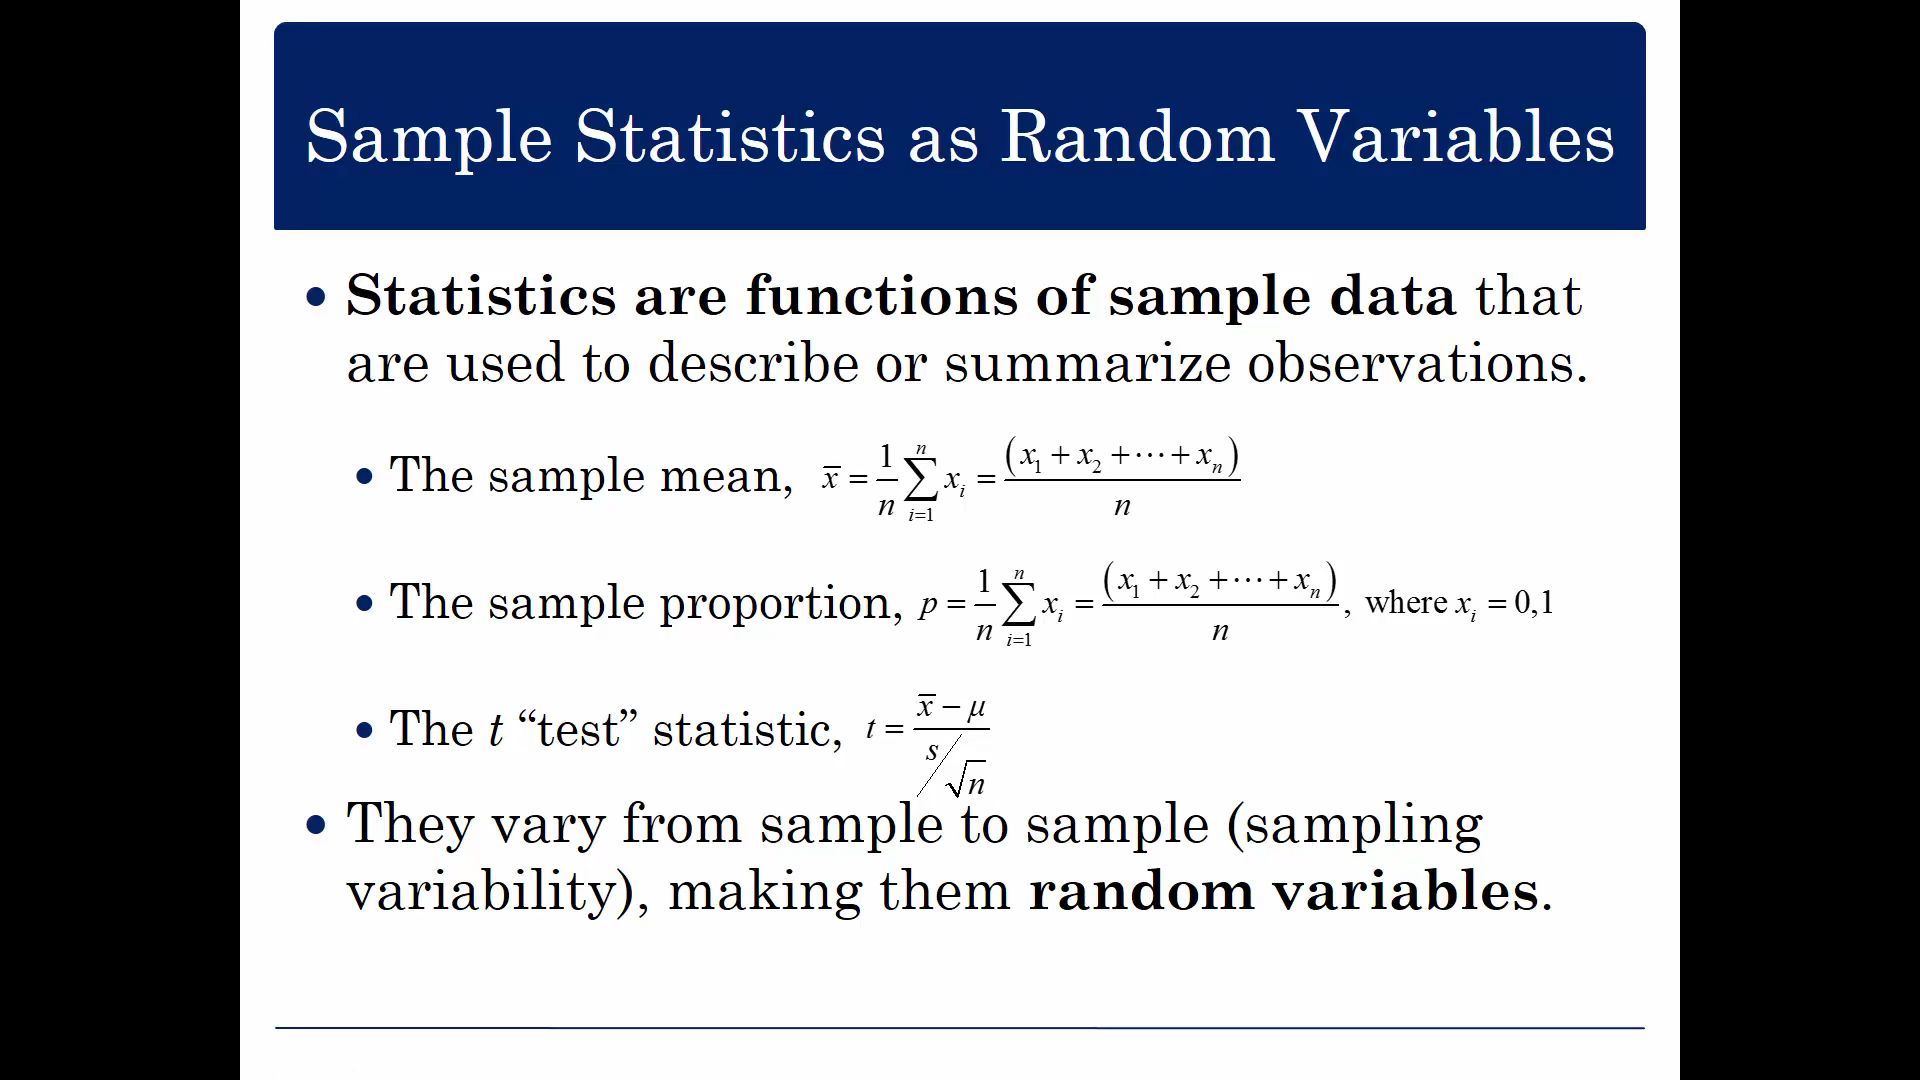 Sample Statistics as Random Variables
• Statistics are functions of sample data that
are used to describe or summarize observations.
• The sample mean, x̄ = 1/n ∑_{i=1}^{n} x_i = (x_1 + x_2 + ⋯ + x_n)/n
• The sample proportion, p = 1/n ∑_{i=1}^{n} x_i = (x_1 + x_2 + ⋯ + x_n)/n, where x_i = 0,1
• The t “test” statistic, t = (x̄ − μ)/(s/√n)
• They vary from sample to sample (sampling
variability), making them random variables.